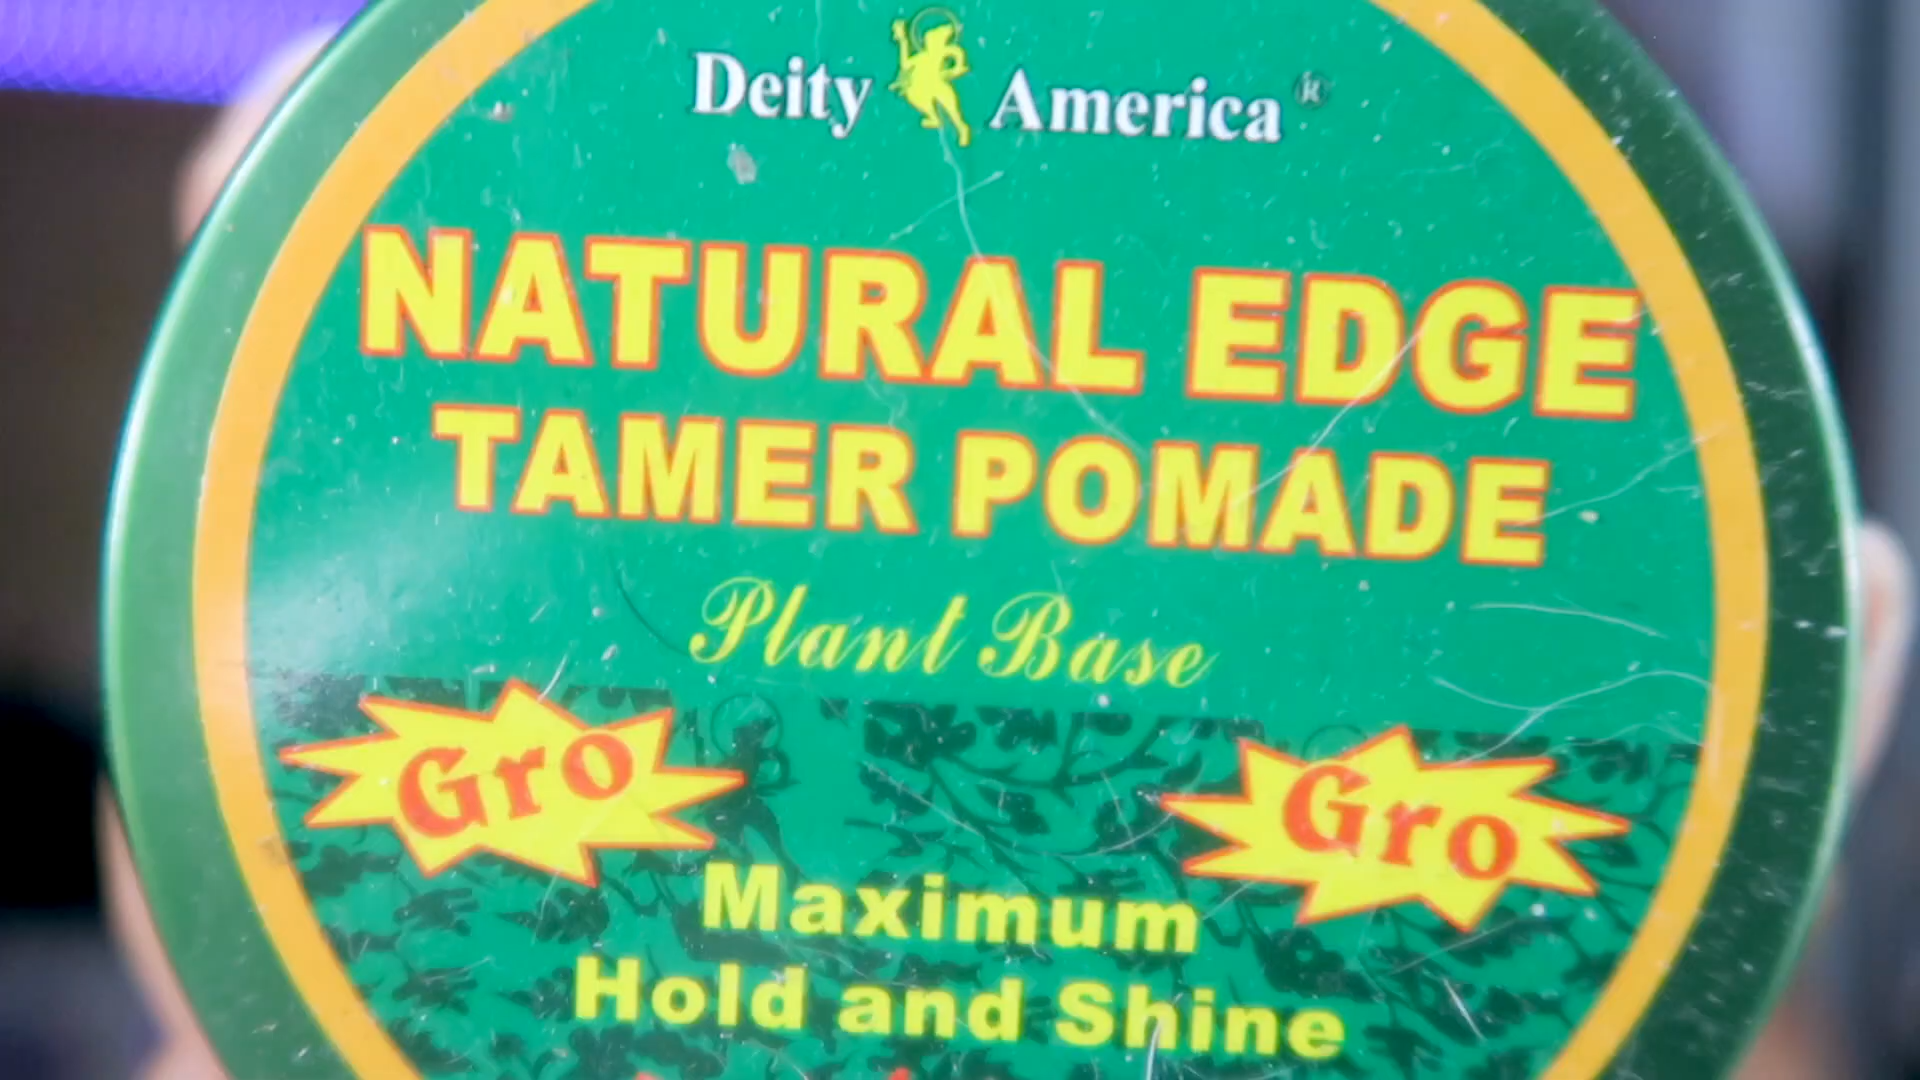 Deity America ®
NATURAL EDGE
TAMER POMADE
Plant Base
Gro Gro
Maximum
Hold and Shine